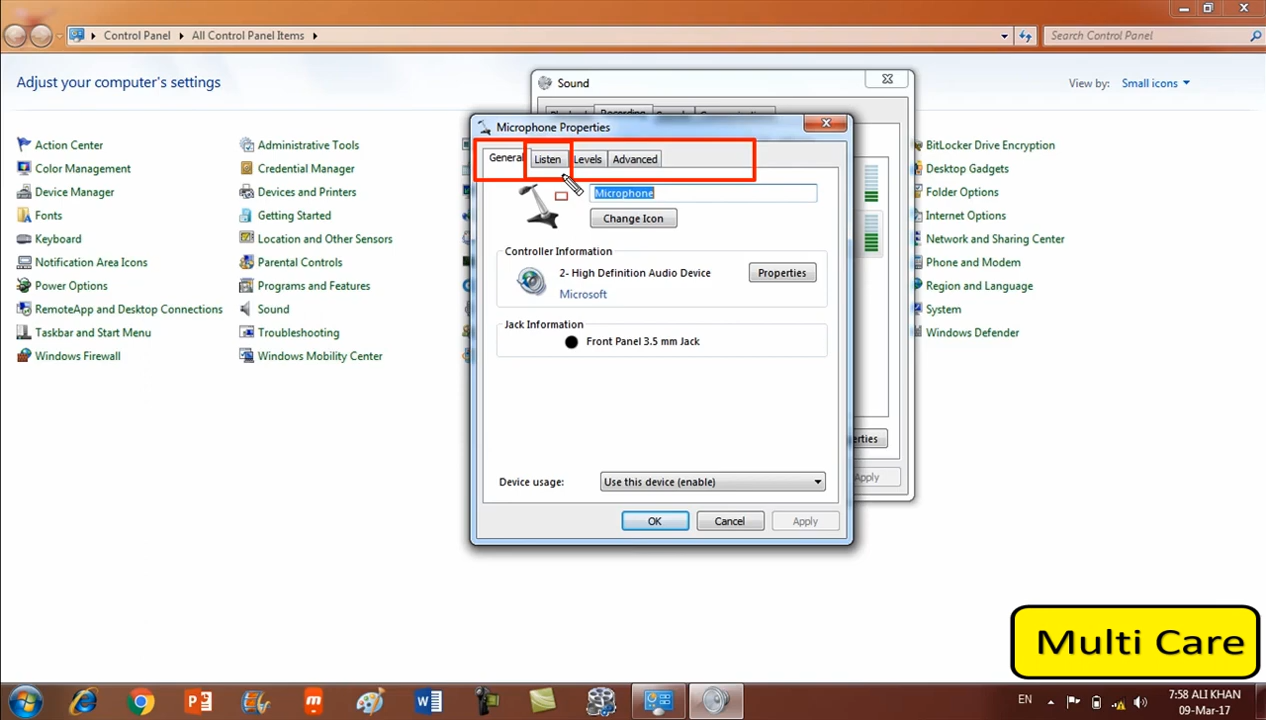 Control Panel
All Control Panel Items
Search Control Panel
Adjust your computer's settings
View by: Small icons
Action Center
Color Management
Device Manager
Fonts
Keyboard
Notification Area Icons
Power Options
RemoteApp and Desktop Connections
Taskbar and Start Menu
Windows Firewall
Administrative Tools
Credential Manager
Devices and Printers
Getting Started
Location and Other Sensors
Parental Controls
Programs and Features
Sound
Troubleshooting
Windows Mobility Center
BitLocker Drive Encryption
Desktop Gadgets
Folder Options
Internet Options
Network and Sharing Center
Phone and Modem
Region and Language
System
Windows Defender
Sound
Recording
erties
Apply
Microphone Properties
General Listen Levels Advanced
Microphone
Change Icon
Controller Information
2- High Definition Audio Device
Properties
Microsoft
Jack Information
Front Panel 3.5 mm Jack
Device usage: Use this device (enable)
OK Cancel Apply
Multi Care
EN
7:58 ALI KHAN
09-Mar-17